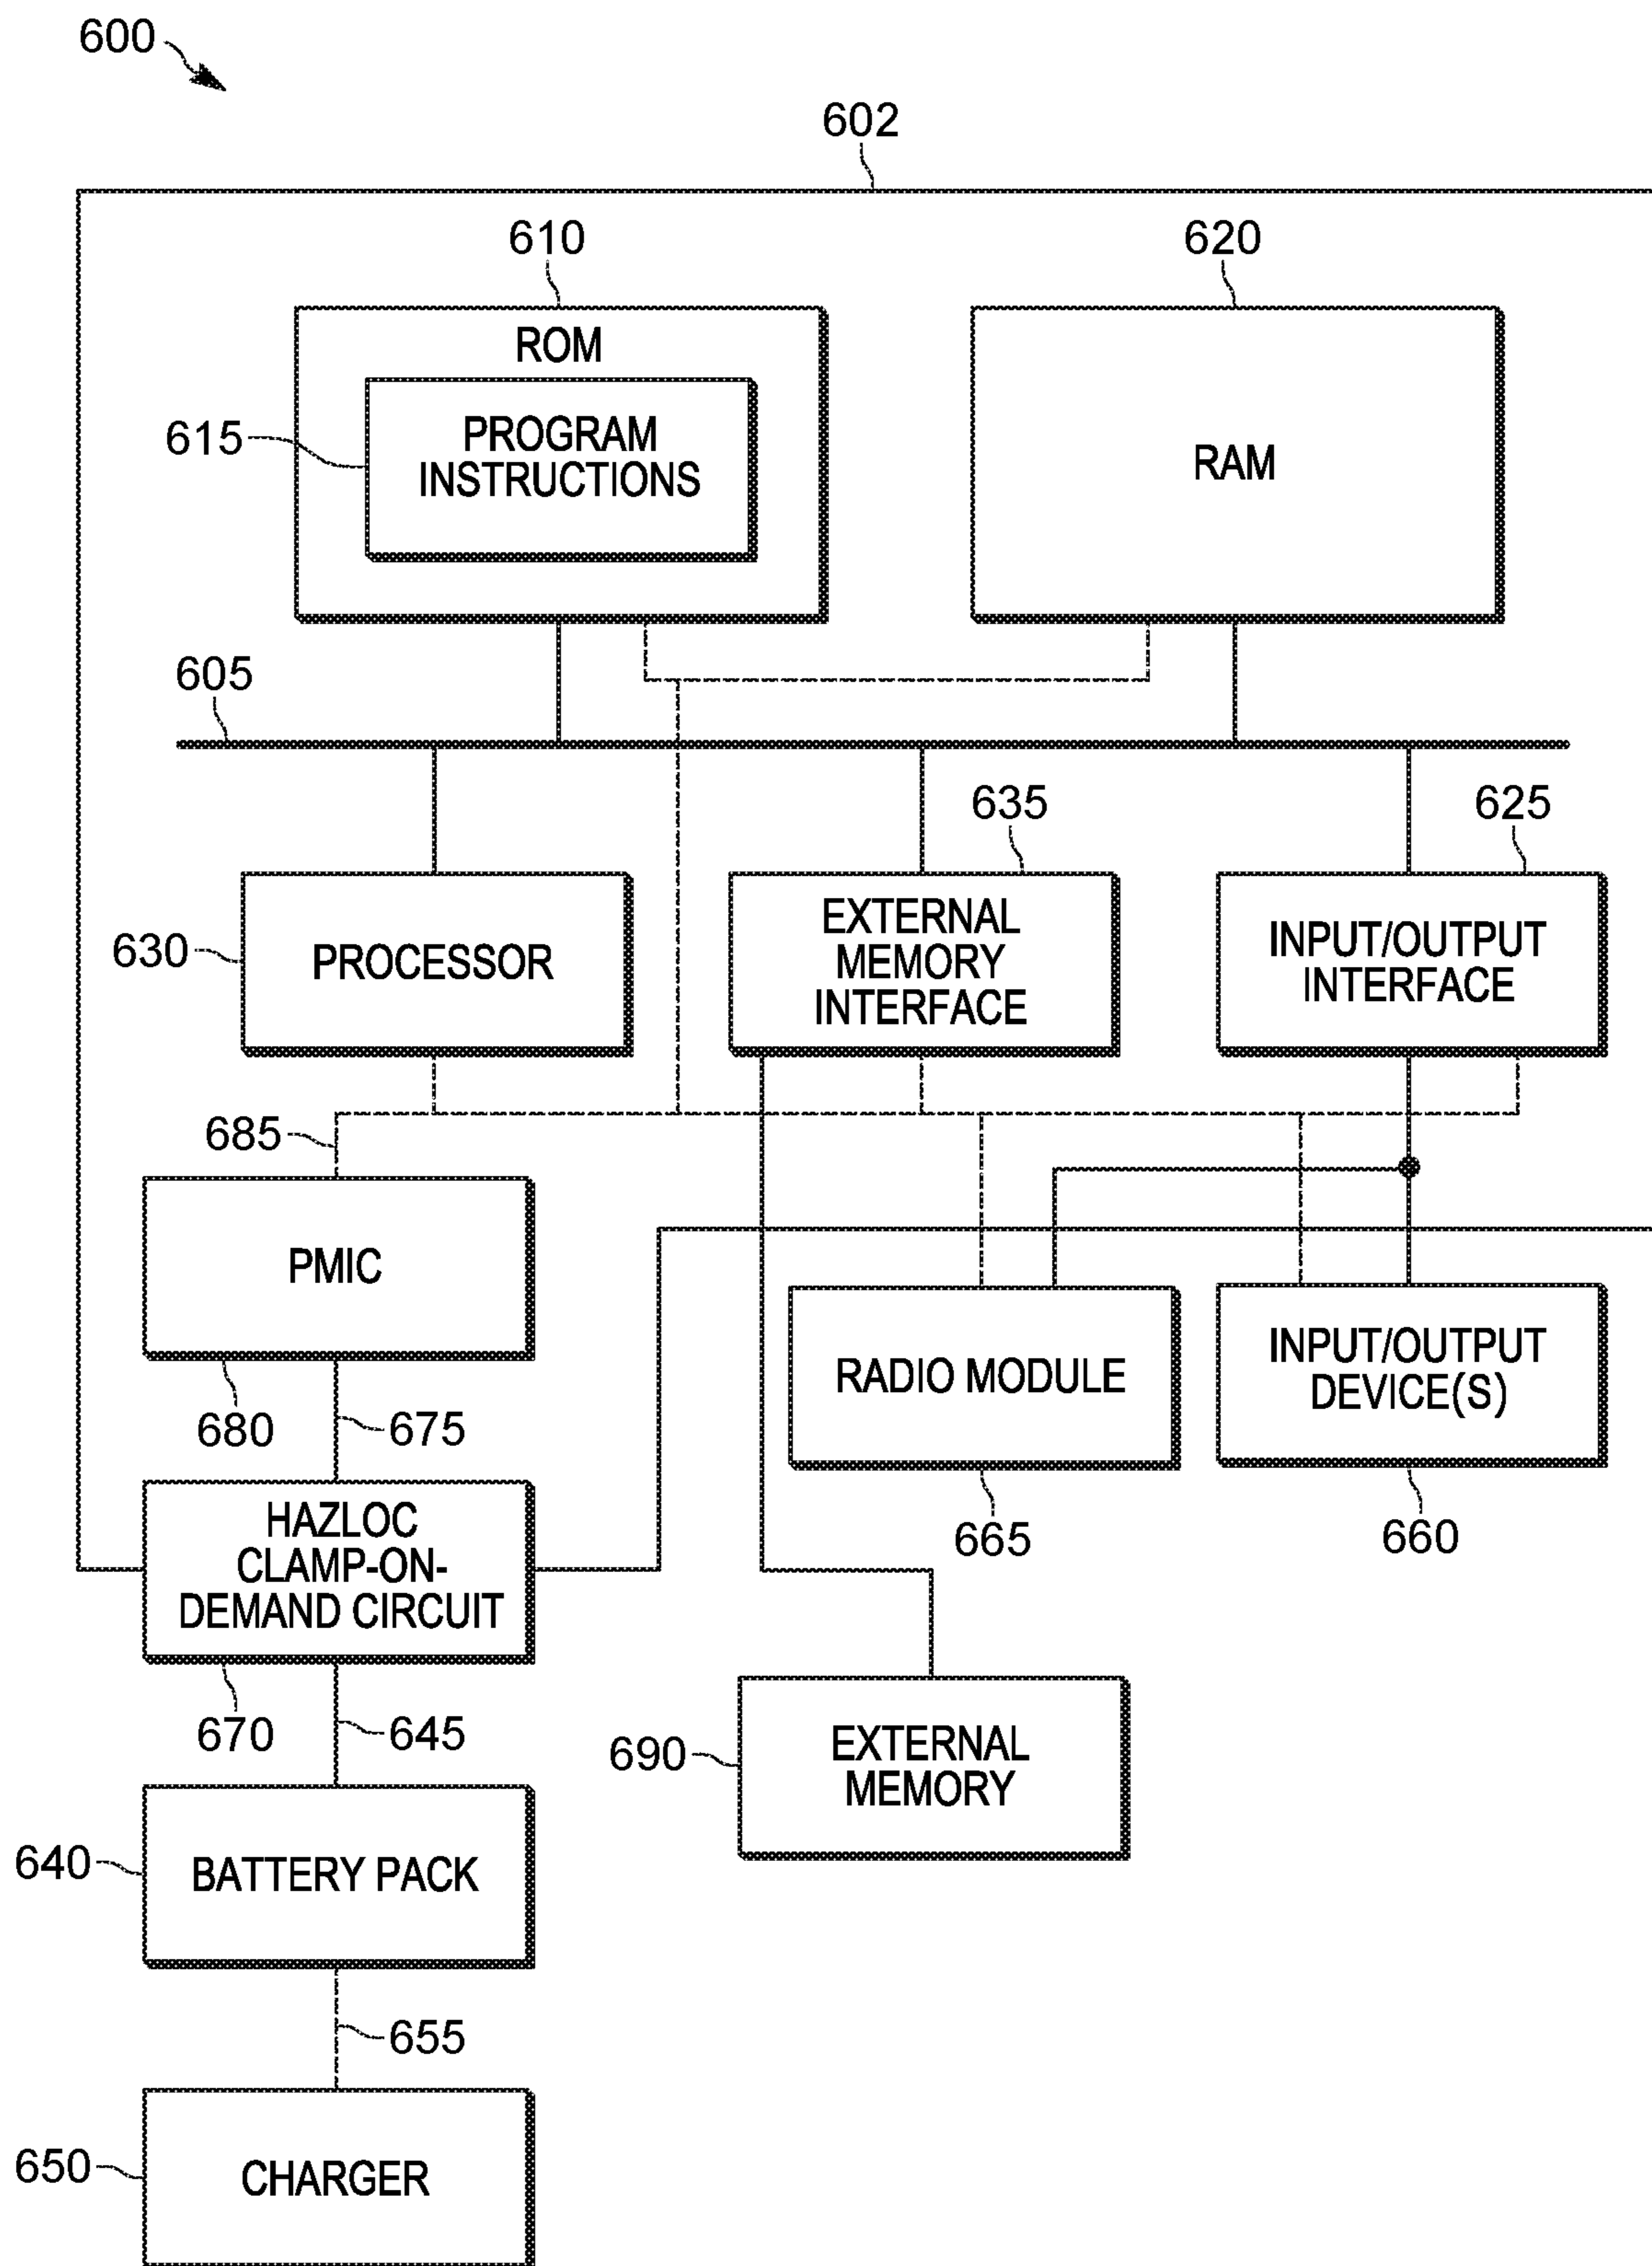 600
602
610
620
ROM
615
PROGRAM
INSTRUCTIONS
RAM
605
635
625
630
PROCESSOR
EXTERNAL
MEMORY
INTERFACE
INPUT/OUTPUT
INTERFACE
685
PMIC
680
675
RADIO MODULE
665
INPUT/OUTPUT
DEVICE(S)
660
HAZLOC
CLAMP-ON-
DEMAND CIRCUIT
670
645
690
EXTERNAL
MEMORY
640
BATTERY PACK
655
650
CHARGER